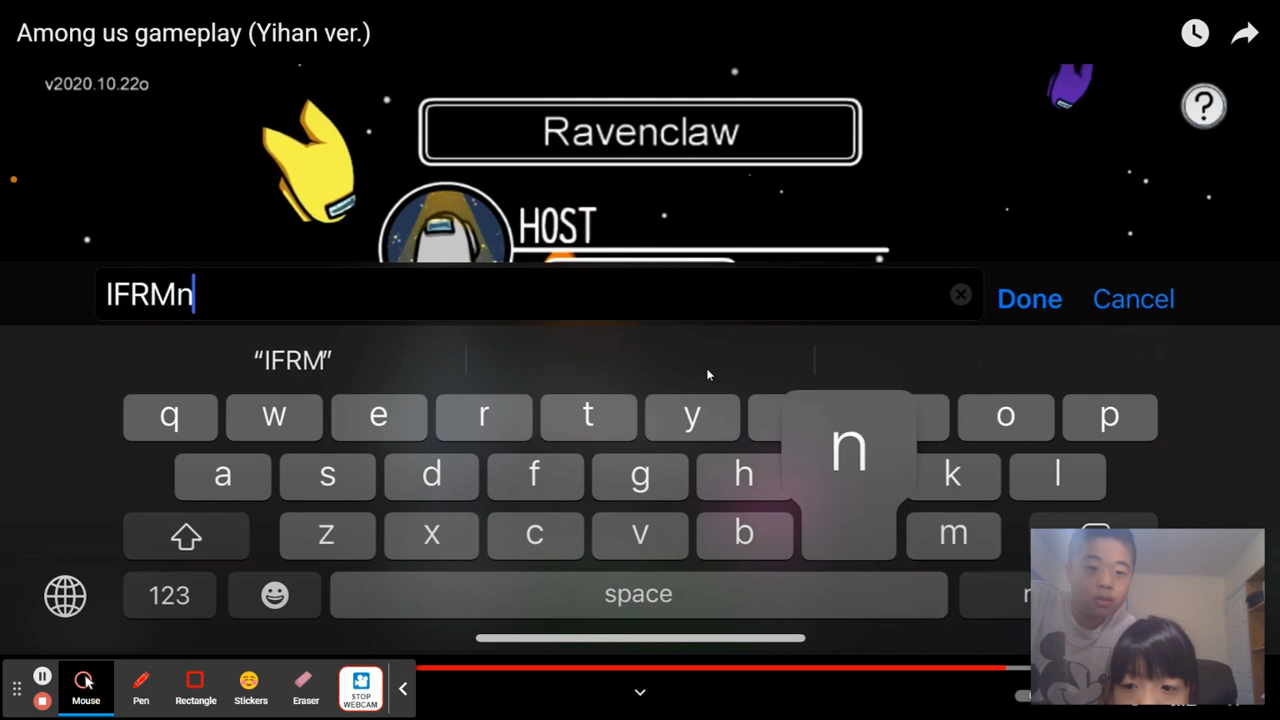 Among us gameplay (Yihan ver.)
v2020.10.22o
?
Ravenclaw
HOST
IFRMn
Done
Cancel
“IFRM”
q w e r t y o p
n
a s d f g h k l
z x c v b m
123
space
Mouse
Pen
Rectangle
Stickers
Eraser
STOP
WEBCAM